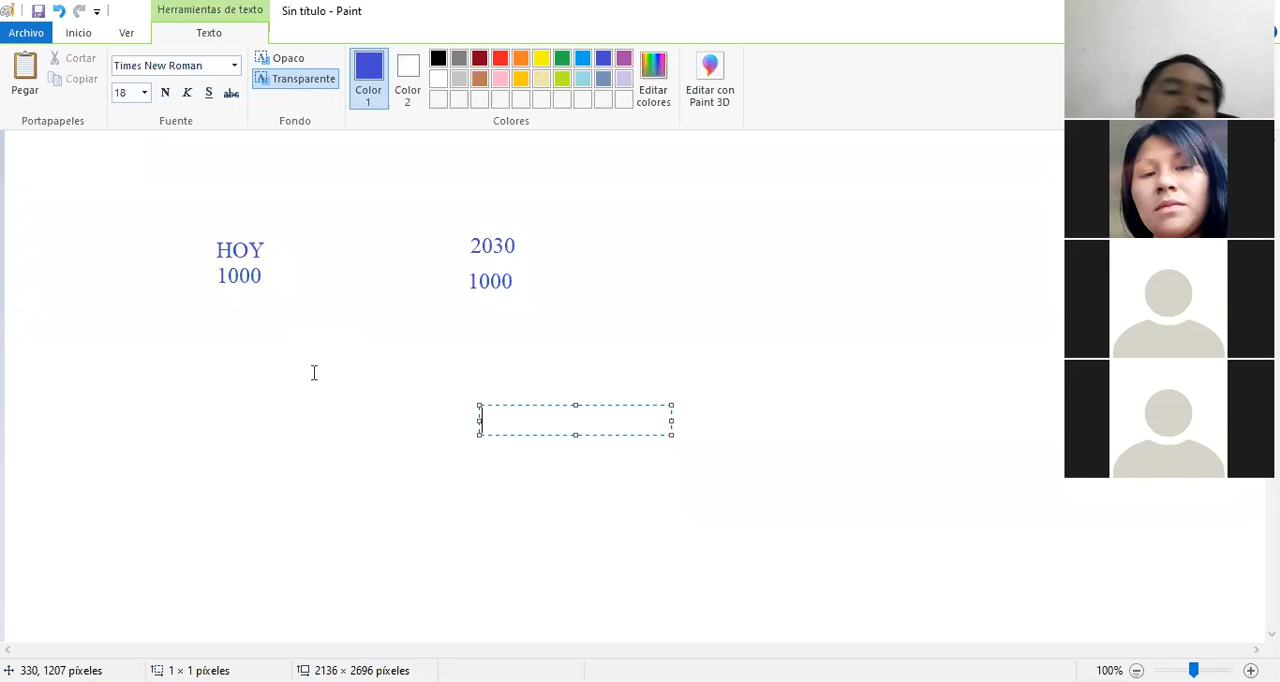 Herramientas de texto
Sin título - Paint
Archivo
Inicio
Ver
Texto
Pegar
Cortar
Copiar
Portapapeles
Times New Roman
18
N K S abc
Fuente
Opaco
Transparente
Fondo
Color 1
Color 2
Editar colores
Colores
Editar con Paint 3D
HOY
1000
2030
1000
330, 1207 píxeles
1 × 1 píxeles
2136 × 2696 píxeles
100%